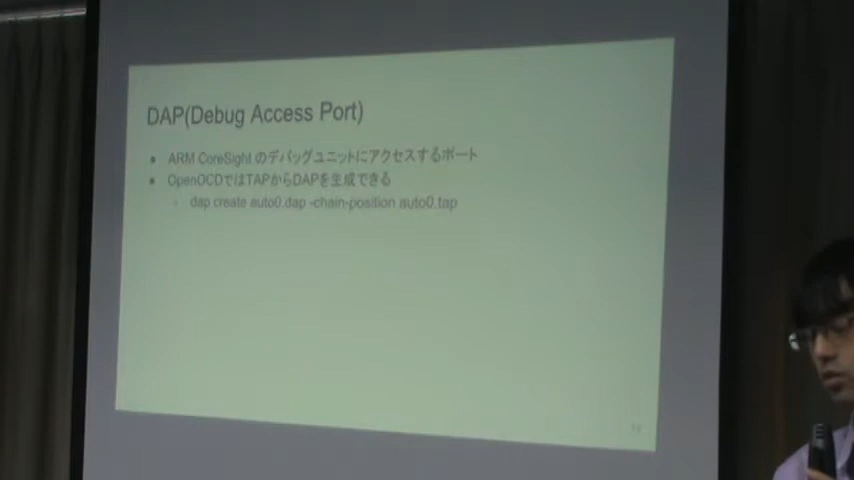 DAP(Debug Access Port)
ARM CoreSight のデバッグユニットにアクセスするポート
OpenOCDではTAPからDAPを生成できる
dap create auto0.dap -chain-position auto0.tap